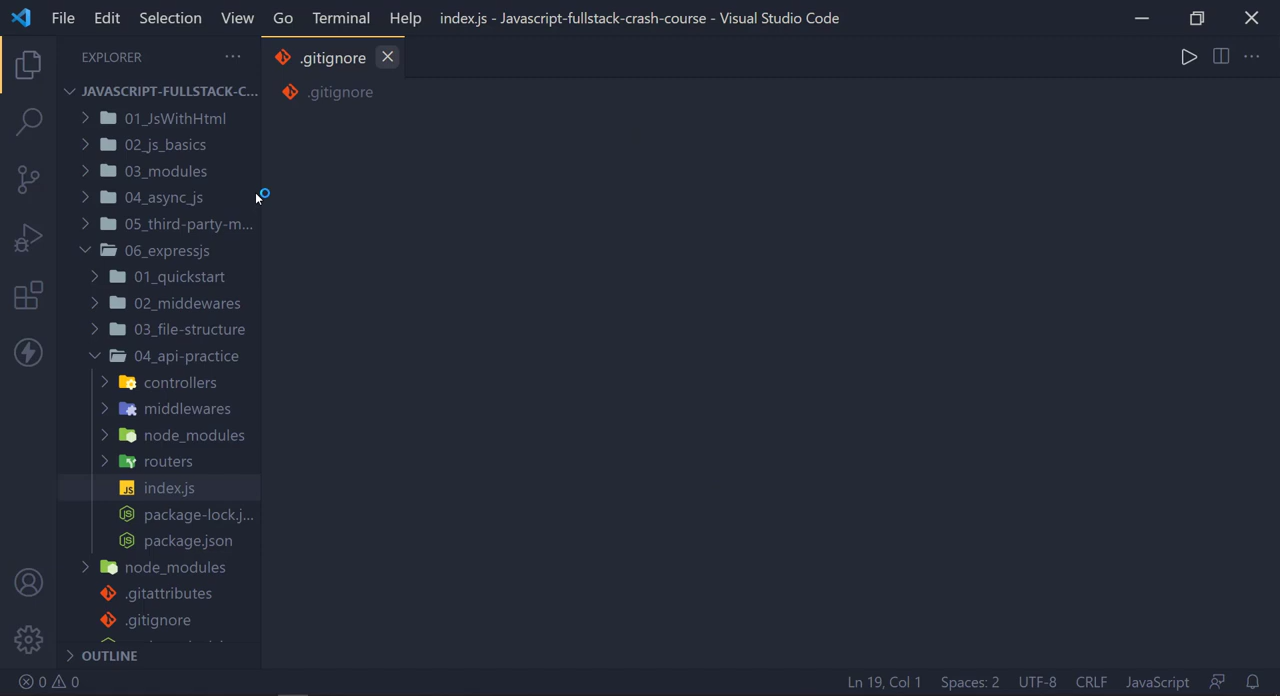 File Edit Selection View Go Terminal Help index.js - Javascript-fullstack-crash-course - Visual Studio Code
EXPLORER
.gitignore
JAVASCRIPT-FULLSTACK-C...
.gitignore
01_JsWithHtml
02_js_basics
03_modules
04_async_js
05_third-party-m...
06_expressjs
01_quickstart
02_middewares
03_file-structure
04_api-practice
controllers
middlewares
node_modules
routers
JS index.js
package-lock.j...
package.json
node_modules
.gitattributes
.gitignore
OUTLINE
0 0 Ln 19, Col 1 Spaces: 2 UTF-8 CRLF JavaScript